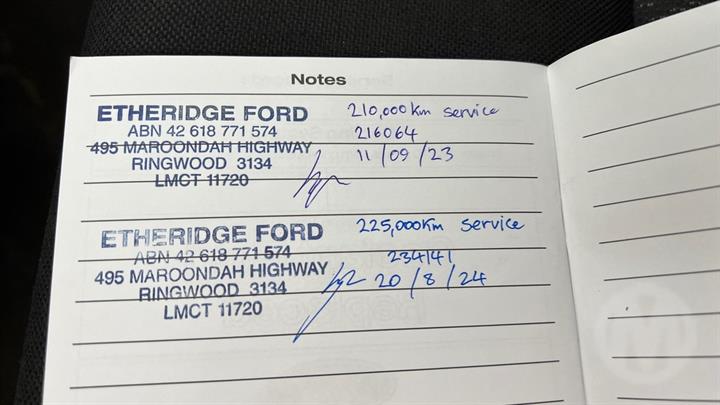 Notes
ETHERIDGE FORD
ABN 42 618 771 574
495 MAROONDAH HIGHWAY
RINGWOOD 3134
LMCT 11720
210,000km service
216064
11/09/23
ETHERIDGE FORD
ABN 42 618 771 574
495 MAROONDAH HIGHWAY
RINGWOOD 3134
LMCT 11720
225,000km service
234141
20/8/24